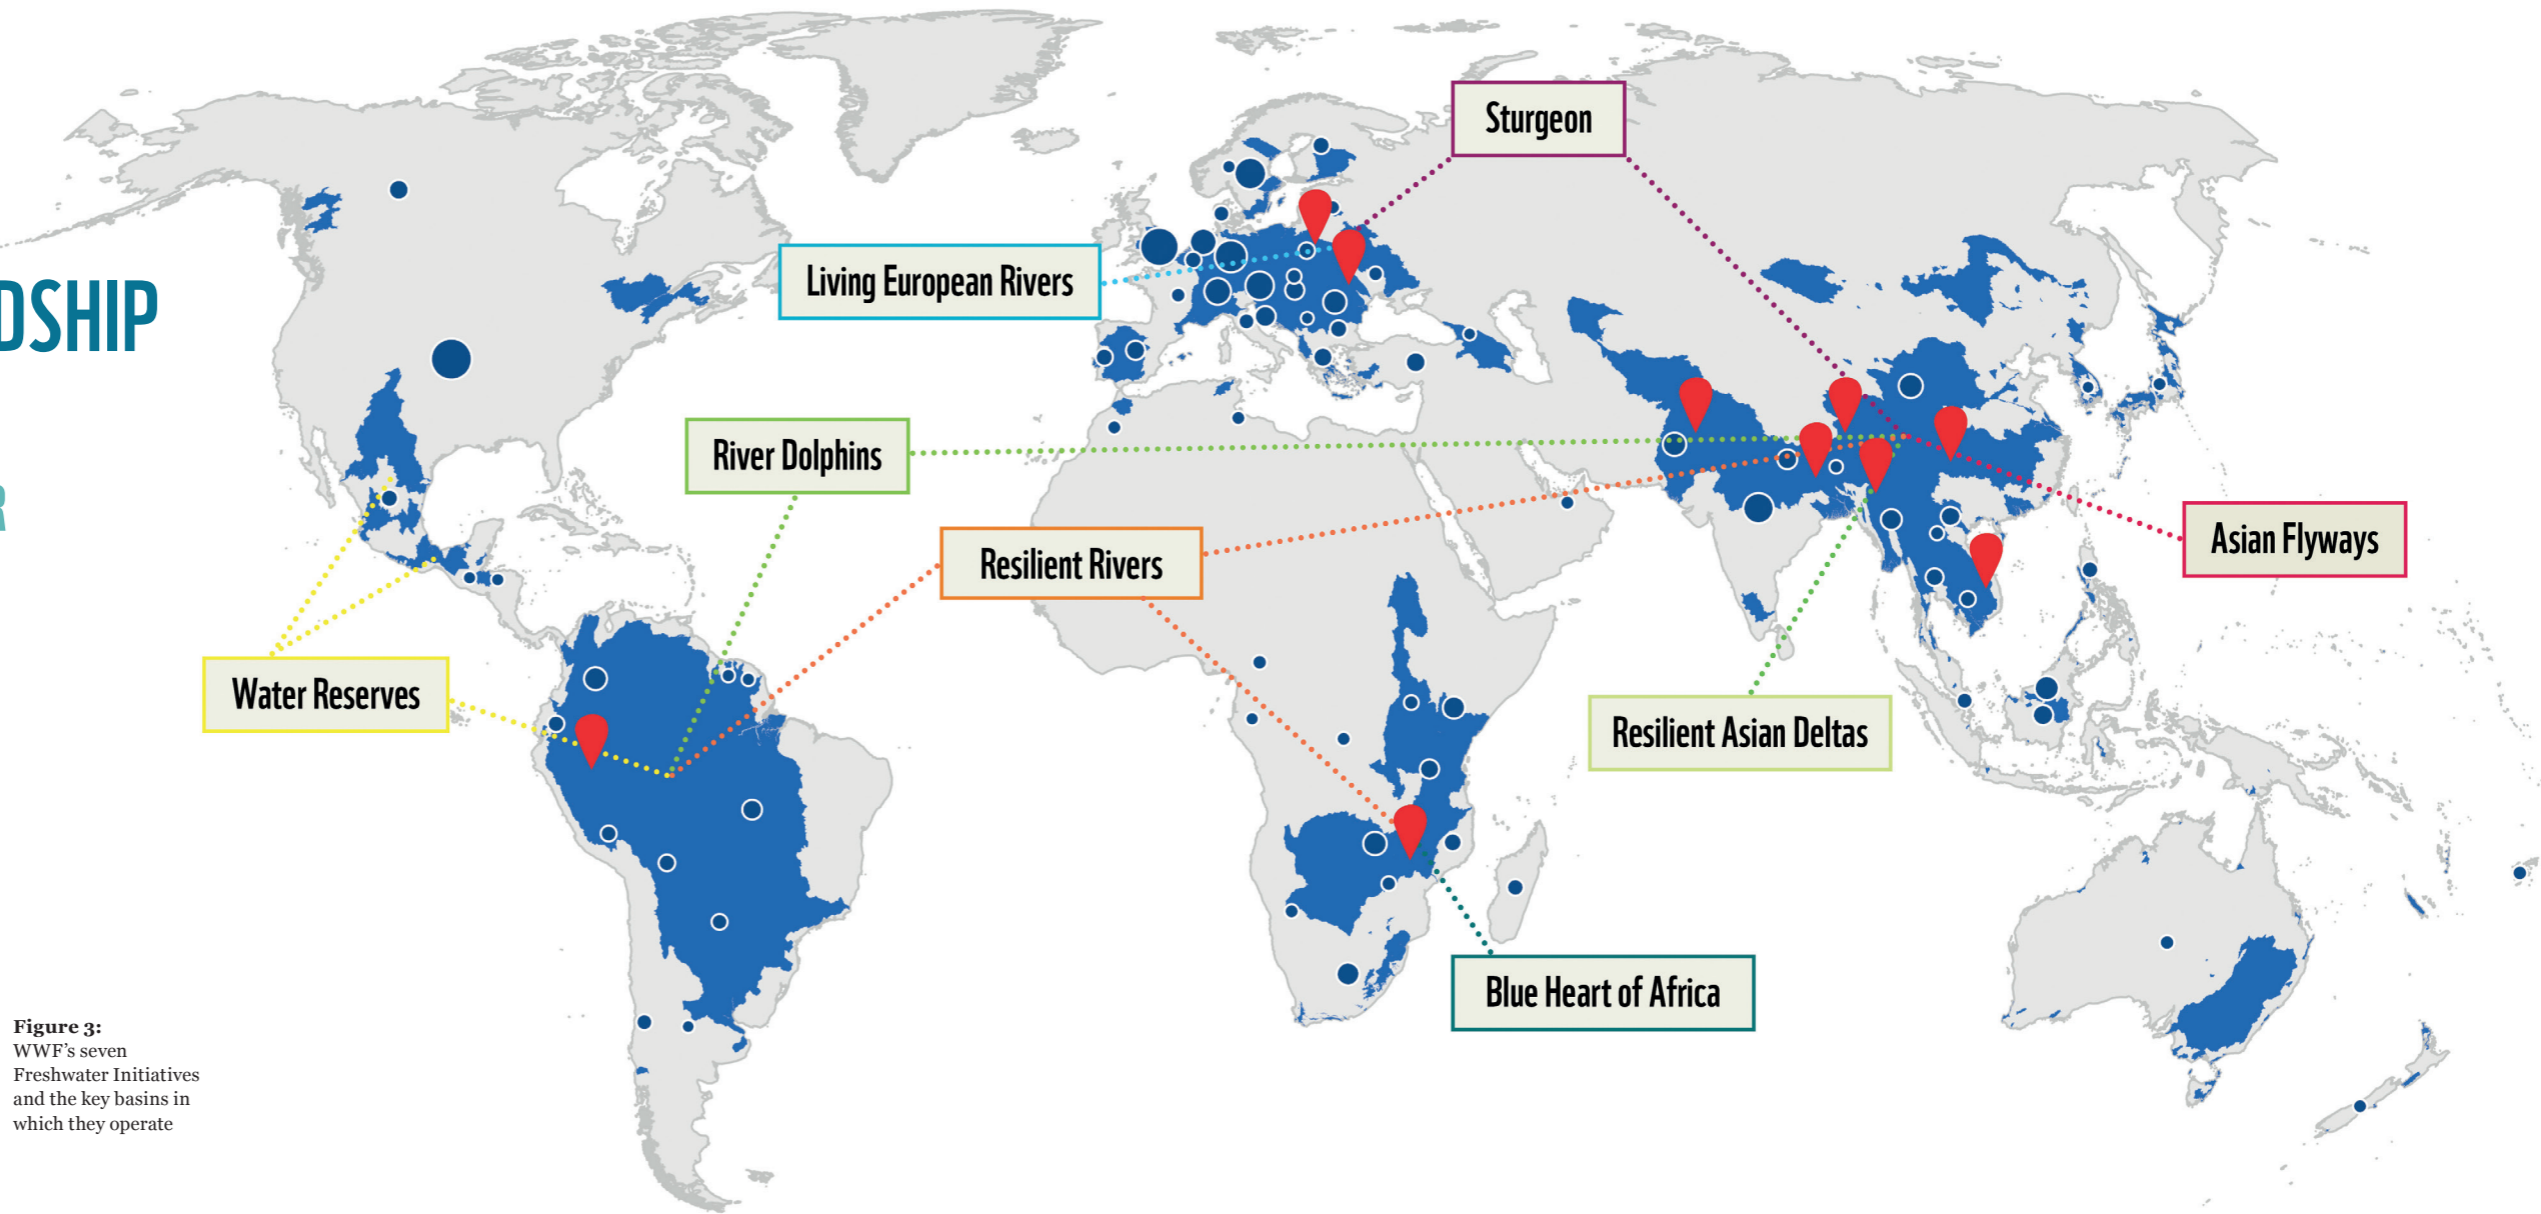 DSHIP
R
Sturgeon
Living European Rivers
River Dolphins
Resilient Rivers
Asian Flyways
Water Reserves
Resilient Asian Deltas
Blue Heart of Africa
Figure 3:
WWF’s seven
Freshwater Initiatives
and the key basins in
which they operate